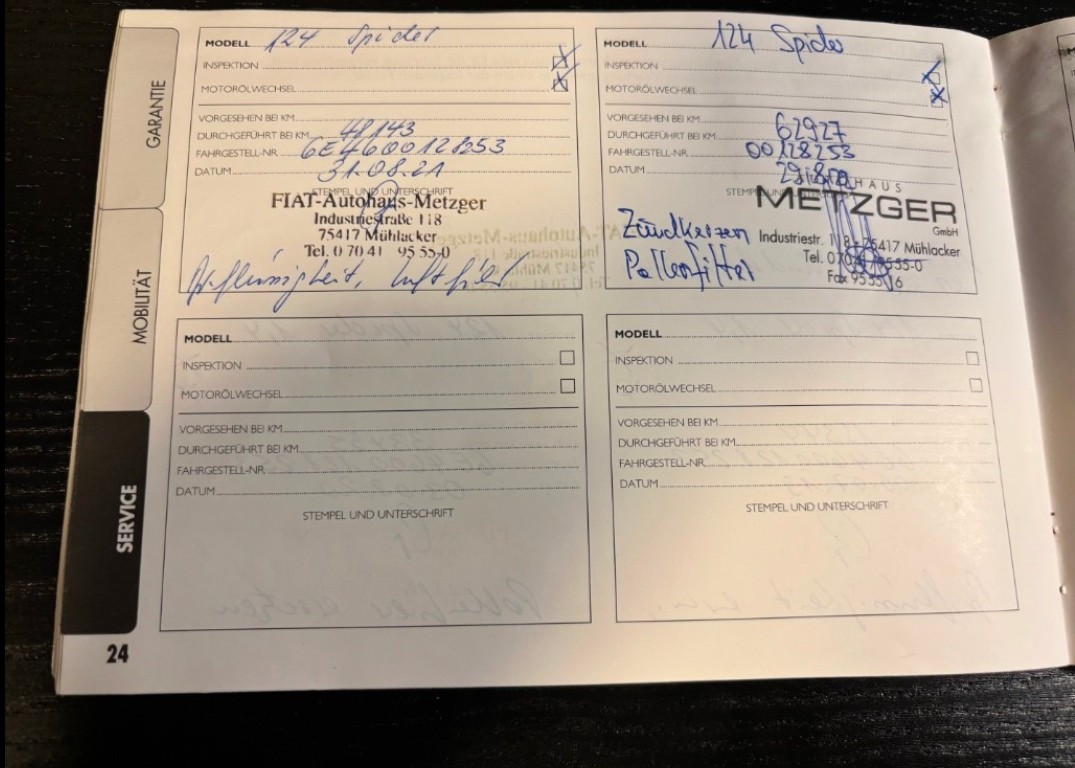 GARANTIE
MOBILITÄT
SERVICE
MODELL 124 Spider
INSPEKTION
MOTORÖLWECHSEL
VORGESEHEN BEI KM
DURCHGEFÜHRT BEI KM 48143
FAHRGESTELL-NR. 6E4600128253
DATUM 31.08.21
STEMPEL UND UNTERSCHRIFT
FIAT-Autohaus-Metzger
Industriestraße 118
75417 Mühlacker
Tel. 0 70 41 95 55-0
Luftfilter
MODELL 124 Spider
INSPEKTION
MOTORÖLWECHSEL
VORGESEHEN BEI KM
DURCHGEFÜHRT BEI KM 62927
FAHRGESTELL-NR. 00128253
DATUM
AUTOHAUS
METZGER
GmbH
Zündkerzen
Industriestr. 118 - 75417 Mühlacker
Pollenfilter
MODELL
INSPEKTION
MOTORÖLWECHSEL
VORGESEHEN BEI KM
DURCHGEFÜHRT BEI KM
FAHRGESTELL-NR.
DATUM
STEMPEL UND UNTERSCHRIFT
MODELL
INSPEKTION
MOTORÖLWECHSEL
VORGESEHEN BEI KM
DURCHGEFÜHRT BEI KM
FAHRGESTELL-NR.
DATUM
STEMPEL UND UNTERSCHRIFT
24